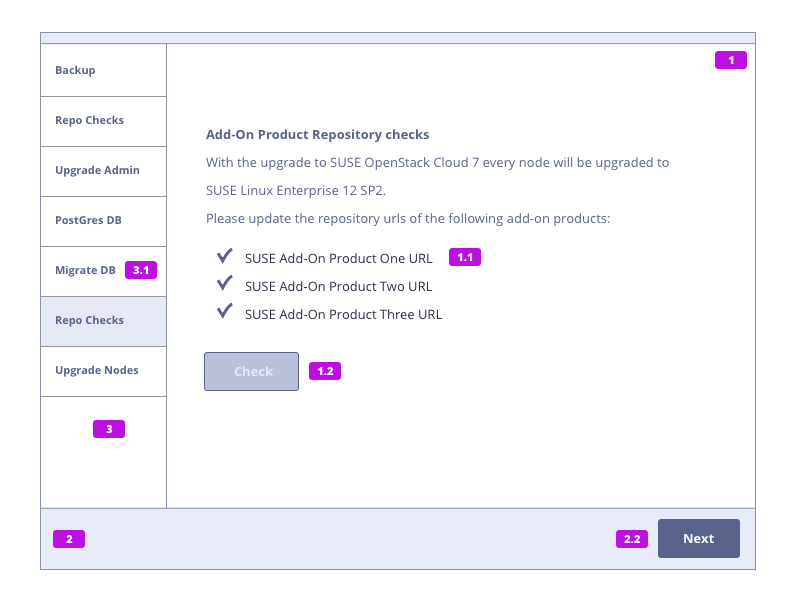 Backup
Repo Checks
Upgrade Admin
PostGres DB
Migrate DB 3.1
Repo Checks
Upgrade Nodes
3
1
Add-On Product Repository checks
With the upgrade to SUSE OpenStack Cloud 7 every node will be upgraded to
SUSE Linux Enterprise 12 SP2.
Please update the repository urls of the following add-on products:
SUSE Add-On Product One URL 1.1
SUSE Add-On Product Two URL
SUSE Add-On Product Three URL
Check 1.2
2 2.2 Next